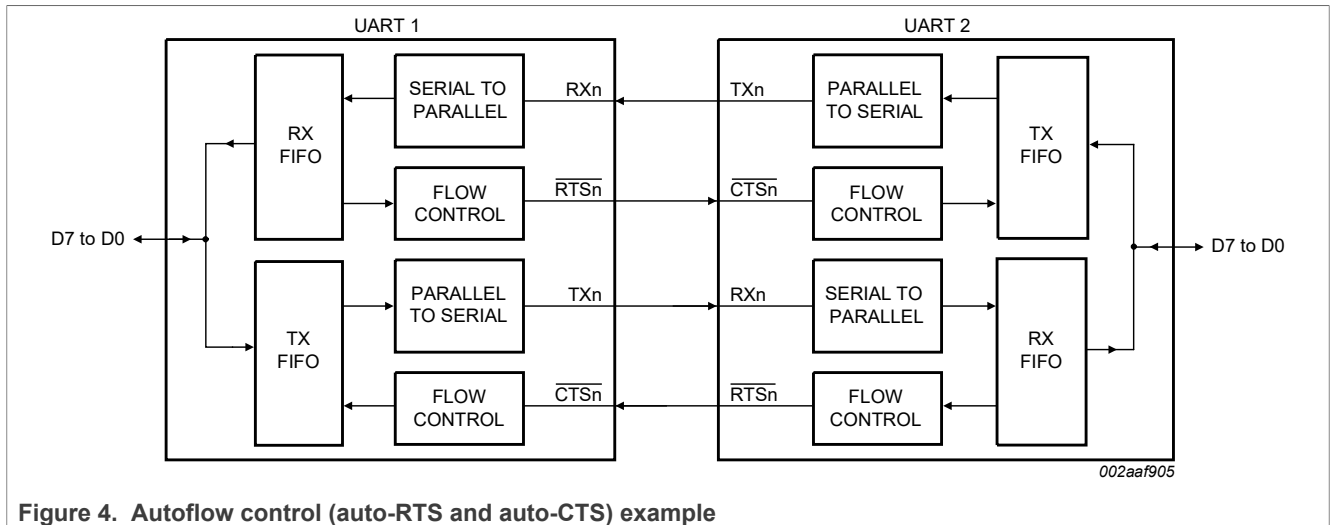 UART 1
UART 2
SERIAL TO
PARALLEL
RXn
TXn
PARALLEL
TO SERIAL
RX
FIFO
TX
FIFO
FLOW
CONTROL
RTSn
CTSn
FLOW
CONTROL
D7 to D0
D7 to D0
PARALLEL
TO SERIAL
TXn
RXn
SERIAL TO
PARALLEL
TX
FIFO
RX
FIFO
FLOW
CONTROL
CTSn
RTSn
FLOW
CONTROL
002aaf905
Figure 4. Autoflow control (auto-RTS and auto-CTS) example